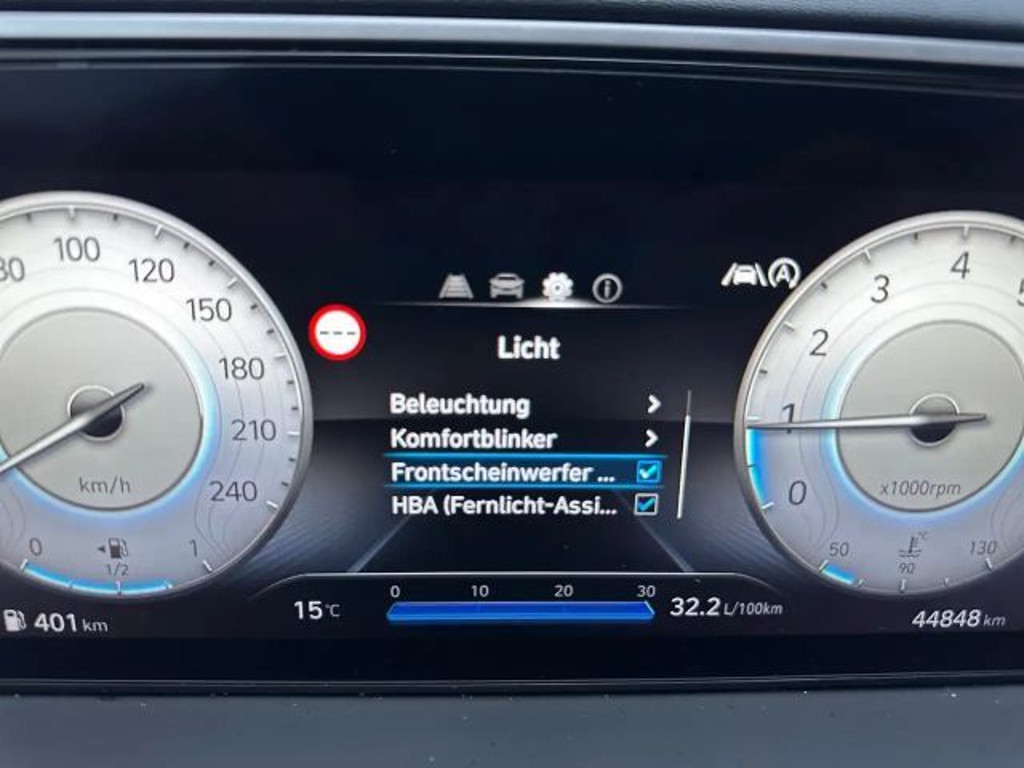 80 100 120 150 180 210 240
km/h
0 1/2 1
401 km
Licht
Beleuchtung
Komfortblinker
Frontscheinwerfer ...
HBA (Fernlicht-Assi...
15°C
0 10 20 30
32.2 L/100km
A
0 1 2 3 4 5
x1000rpm
50 90 130
°C
44848 km